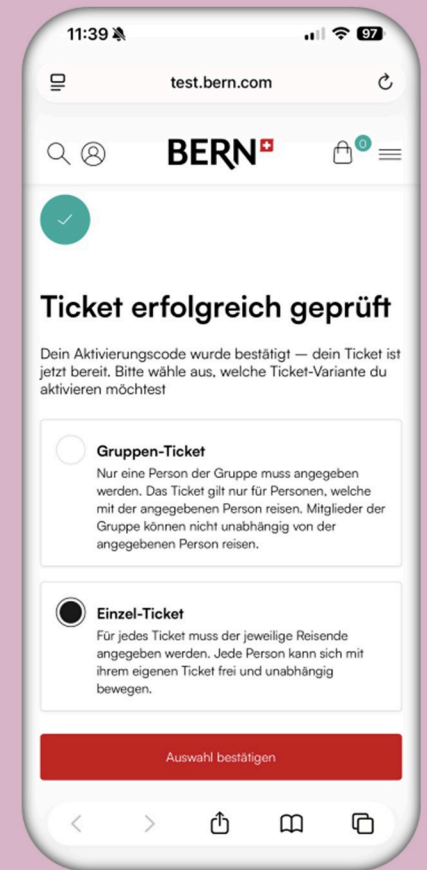 11:39
97
test.bern.com
BERN
0
Ticket erfolgreich geprüft
Dein Aktivierungscode wurde bestätigt – dein Ticket ist
jetzt bereit. Bitte wähle aus, welche Ticket-Variante du
aktivieren möchtest
Gruppen-Ticket
Nur eine Person der Gruppe muss angegeben
werden. Das Ticket gilt nur für Personen, welche
mit der angegebenen Person reisen. Mitglieder der
Gruppe können nicht unabhängig von der
angegebenen Person reisen.
Einzel-Ticket
Für jedes Ticket muss der jeweilige Reisende
angegeben werden. Jede Person kann sich mit
ihrem eigenen Ticket frei und unabhängig
bewegen.
Auswahl bestätigen